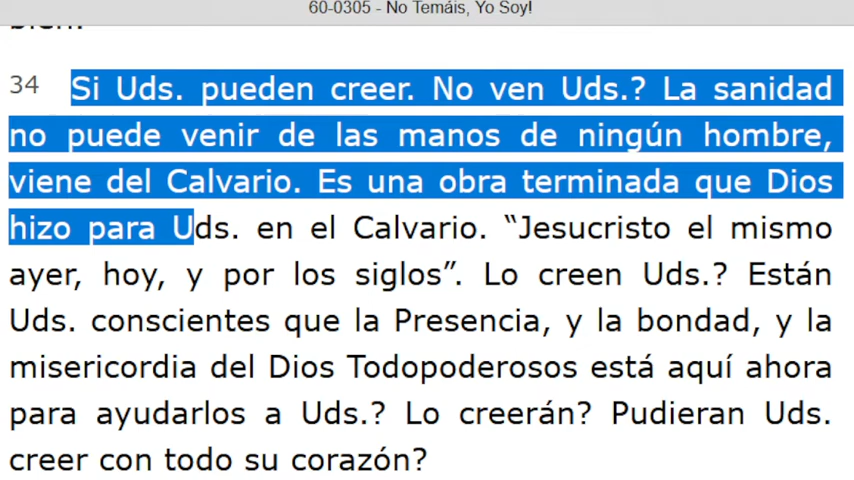 60-0305 - No Temáis, Yo Soy!
bien.
34 Si Uds. pueden creer. No ven Uds.? La sanidad
no puede venir de las manos de ningún hombre,
viene del Calvario. Es una obra terminada que Dios
hizo para Uds. en el Calvario. “Jesucristo el mismo
ayer, hoy, y por los siglos”. Lo creen Uds.? Están
Uds. conscientes que la Presencia, y la bondad, y la
misericordia del Dios Todopoderosos está aquí ahora
para ayudarlos a Uds.? Lo creerán? Pudieran Uds.
creer con todo su corazón?